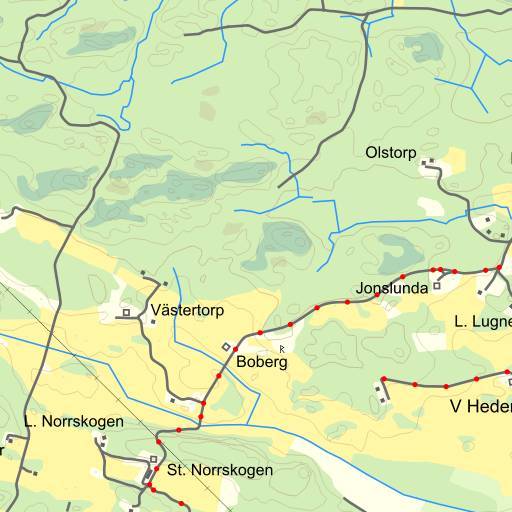 Olstorp
Jonslunda
Västertorp
L. Lugne
Boberg
V Heder
L. Norrskogen
r
St. Norrskogen